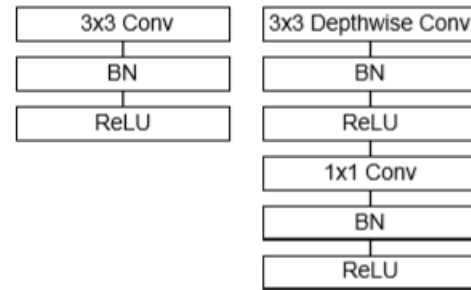 3x3 Conv
BN
ReLU
3x3 Depthwise Conv
BN
ReLU
1x1 Conv
BN
ReLU